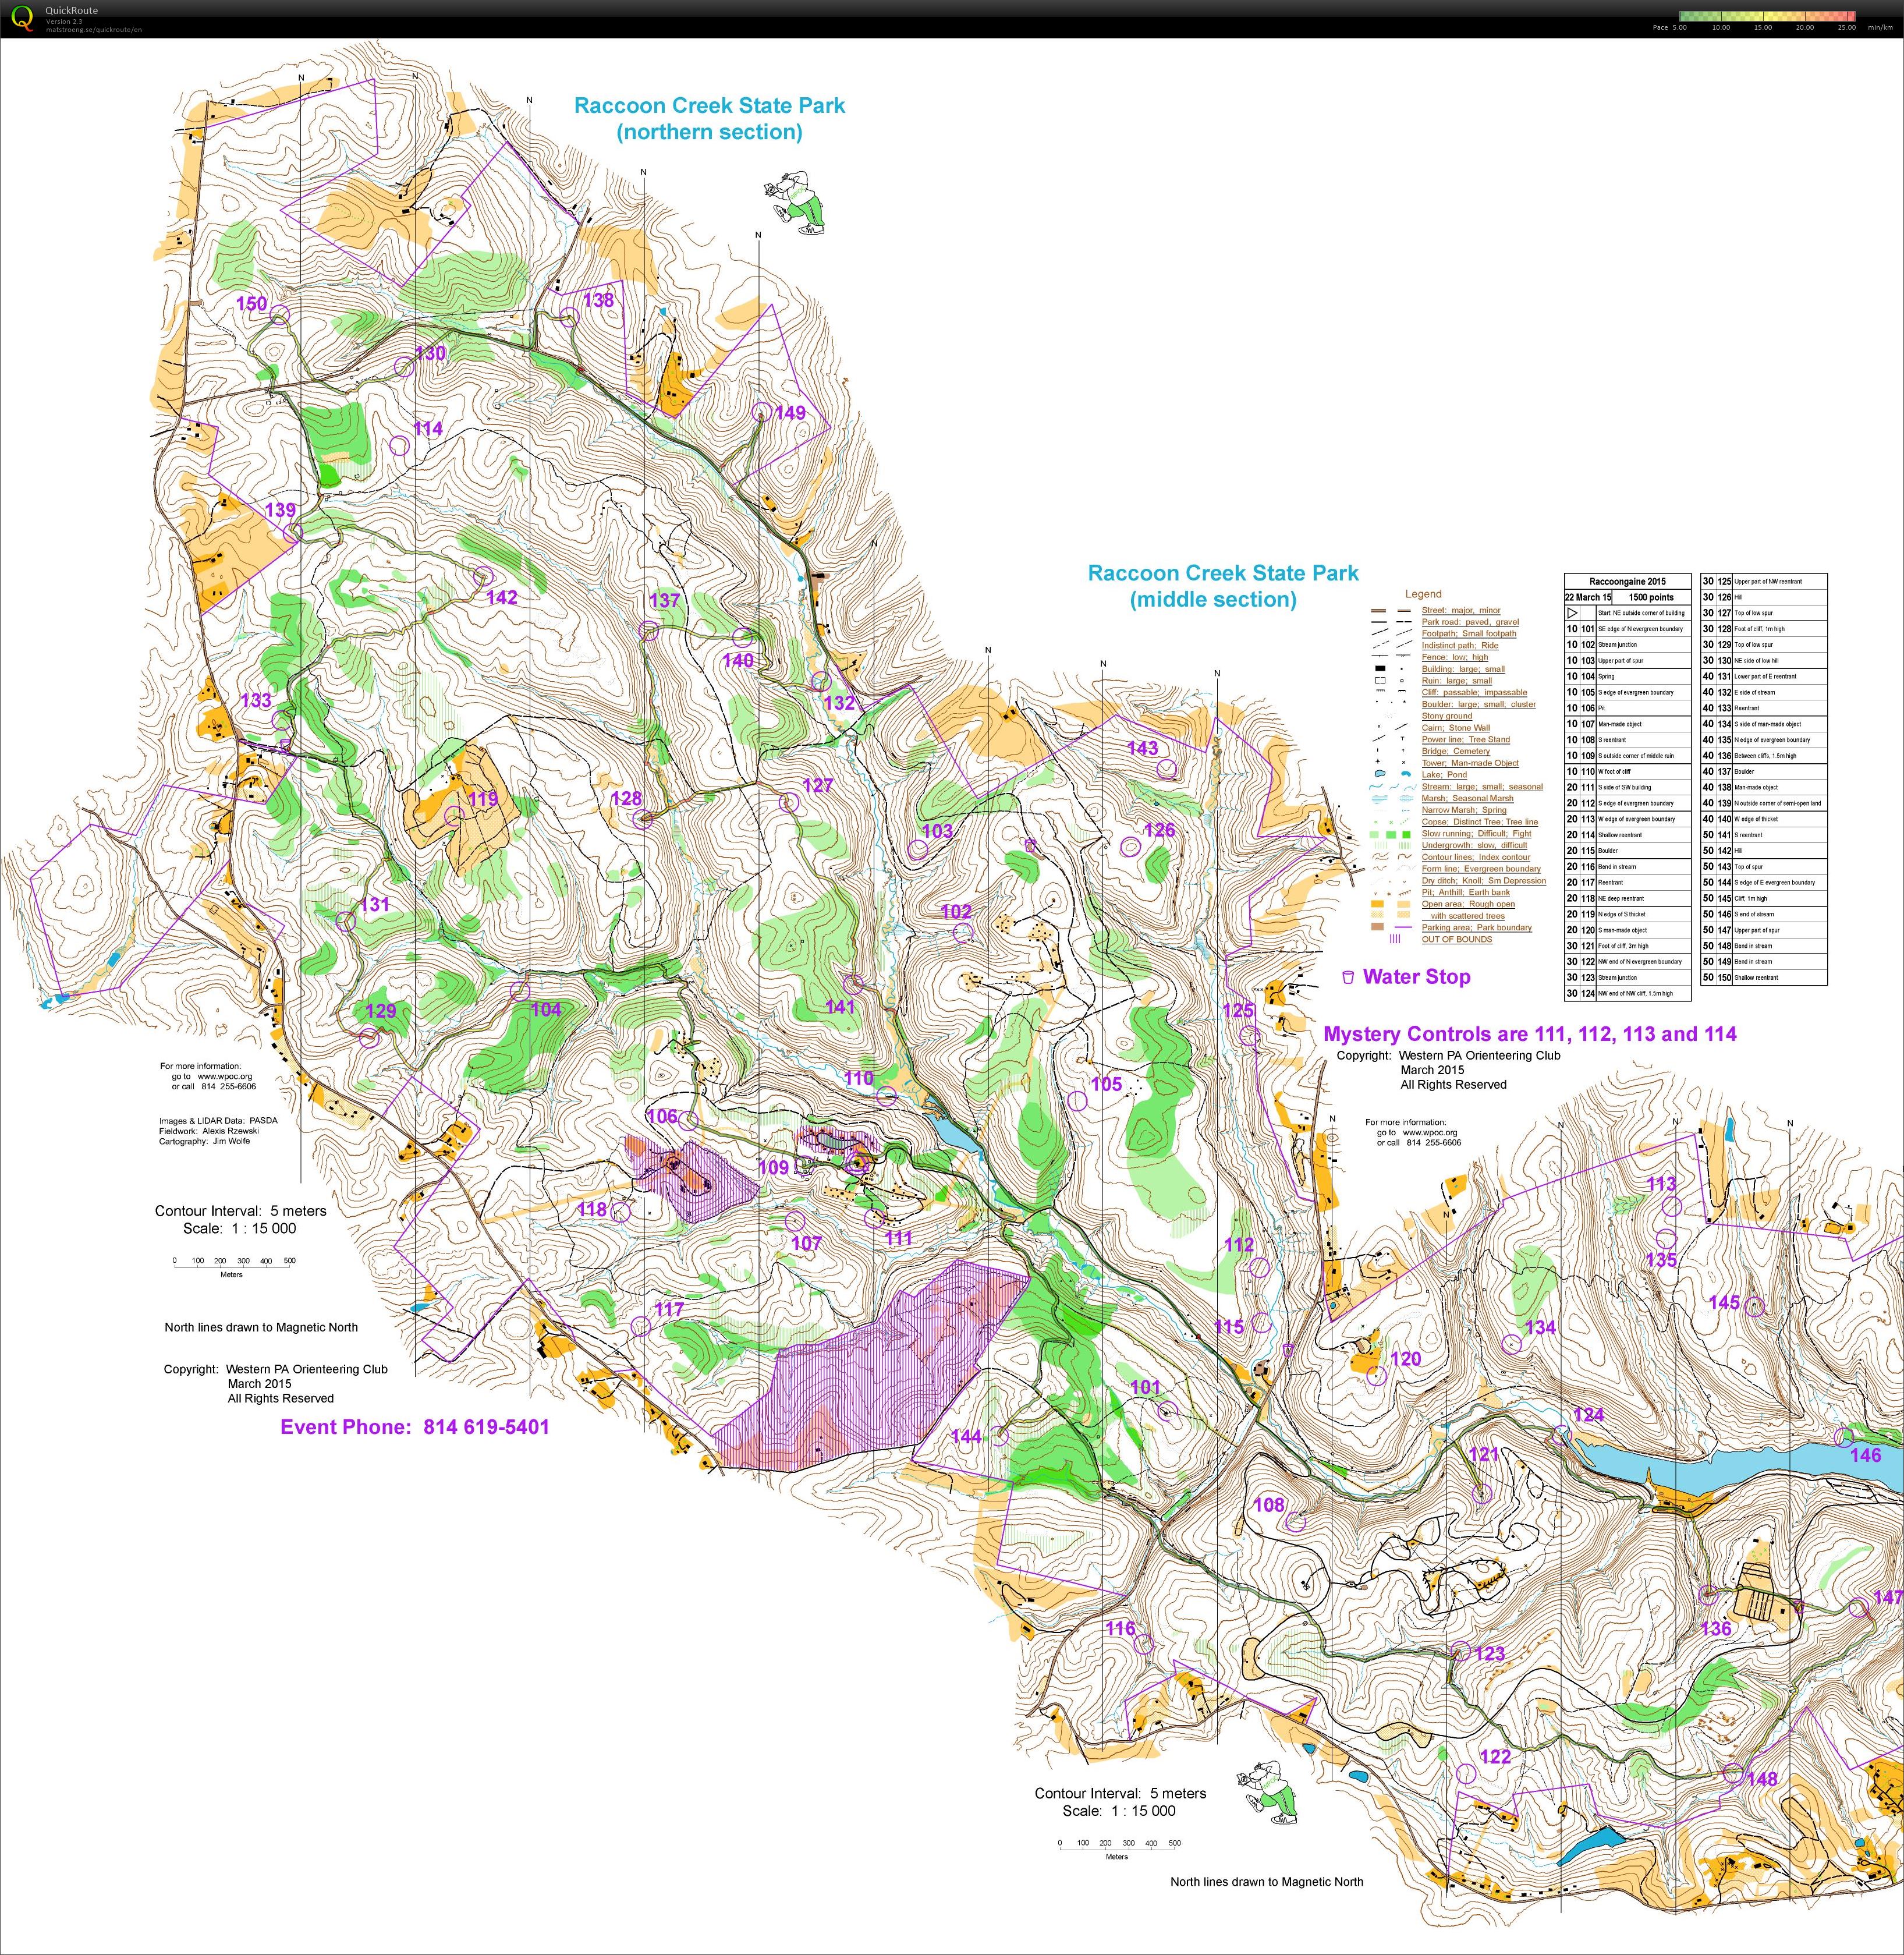 QuickRoute
Version 2.3
matstroeng.se/quickroute/en
Pace 5.00 10.00 15.00 20.00 25.00 min/km
N
N
N
N
N
N
Raccoon Creek State Park
(northern section)
150
138
130
149
114
139
142
137
140
132
133
119
128
127
131
129
104
141
110
106
109
118
107
111
117
For more information:
go to www.wpoc.org
or call 814 255-6606
Images & LIDAR Data: PASDA
Fieldwork: Alexis Rzewski
Cartography: Jim Wolfe
Contour Interval: 5 meters
Scale: 1 : 15 000
0 100 200 300 400 500
Meters
North lines drawn to Magnetic North
Copyright: Western PA Orienteering Club
March 2015
All Rights Reserved
Event Phone: 814 619-5401
Raccoon Creek State Park
(middle section)
N
N
N
N
N
N
N
N
143
103
126
102
125
105
112
115
101
144
108
116
120
134
113
135
145
124
121
146
136
147
123
122
148
Legend
Street: major, minor
Park road: paved, gravel
Footpath; Small footpath
Indistinct path; Ride
Fence: low; high
Building: large; small
Ruin: large; small
Cliff: passable; impassable
Boulder: large; small; cluster
Stony ground
Cairn; Stone Wall
Power line; Tree Stand
Bridge; Cemetery
Tower; Man-made Object
Lake; Pond
Stream: large; small; seasonal
Marsh; Seasonal Marsh
Narrow Marsh; Spring
Copse; Distinct Tree; Tree line
Slow running; Difficult; Fight
Undergrowth: slow, difficult
Contour lines; Index contour
Form line; Evergreen boundary
Dry ditch; Knoll; Sm Depression
Pit; Anthill; Earth bank
Open area; Rough open
with scattered trees
Parking area; Park boundary
OUT OF BOUNDS
Raccoongaine 2015
22 March 15 1500 points
Start: NE outside corner of building
10 101 SE edge of N evergreen boundary
10 102 Stream junction
10 103 Upper part of spur
10 104 Spring
10 105 S edge of evergreen boundary
10 106 Pit
10 107 Man-made object
10 108 S reentrant
10 109 S outside corner of middle ruin
10 110 W foot of cliff
20 111 S side of SW building
20 112 S edge of evergreen boundary
20 113 W edge of evergreen boundary
20 114 Shallow reentrant
20 115 Boulder
20 116 Bend in stream
20 117 Reentrant
20 118 NE deep reentrant
20 119 N edge of S thicket
20 120 S man-made object
30 121 Foot of cliff, 3m high
30 122 NW end of N evergreen boundary
30 123 Stream junction
30 124 NW end of NW cliff, 1.5m high
30 125 Upper part of NW reentrant
30 126 Hill
30 127 Top of low spur
30 128 Foot of cliff, 1m high
30 129 Top of low spur
30 130 NE side of low hill
40 131 Lower part of E reentrant
40 132 E side of stream
40 133 Reentrant
40 134 S side of man-made object
40 135 N edge of evergreen boundary
40 136 Between cliffs, 1.5m high
40 137 Boulder
40 138 Man-made object
40 139 N outside corner of semi-open land
40 140 W edge of thicket
50 141 S reentrant
50 142 Hill
50 143 Top of spur
50 144 S edge of E evergreen boundary
50 145 Cliff, 1m high
50 146 S end of stream
50 147 Upper part of spur
50 148 Bend in stream
50 149 Bend in stream
50 150 Shallow reentrant
Water Stop
Mystery Controls are 111, 112, 113 and 114
Copyright: Western PA Orienteering Club
March 2015
All Rights Reserved
For more information:
go to www.wpoc.org
or call 814 255-6606
Contour Interval: 5 meters
Scale: 1 : 15 000
0 100 200 300 400 500
Meters
North lines drawn to Magnetic North